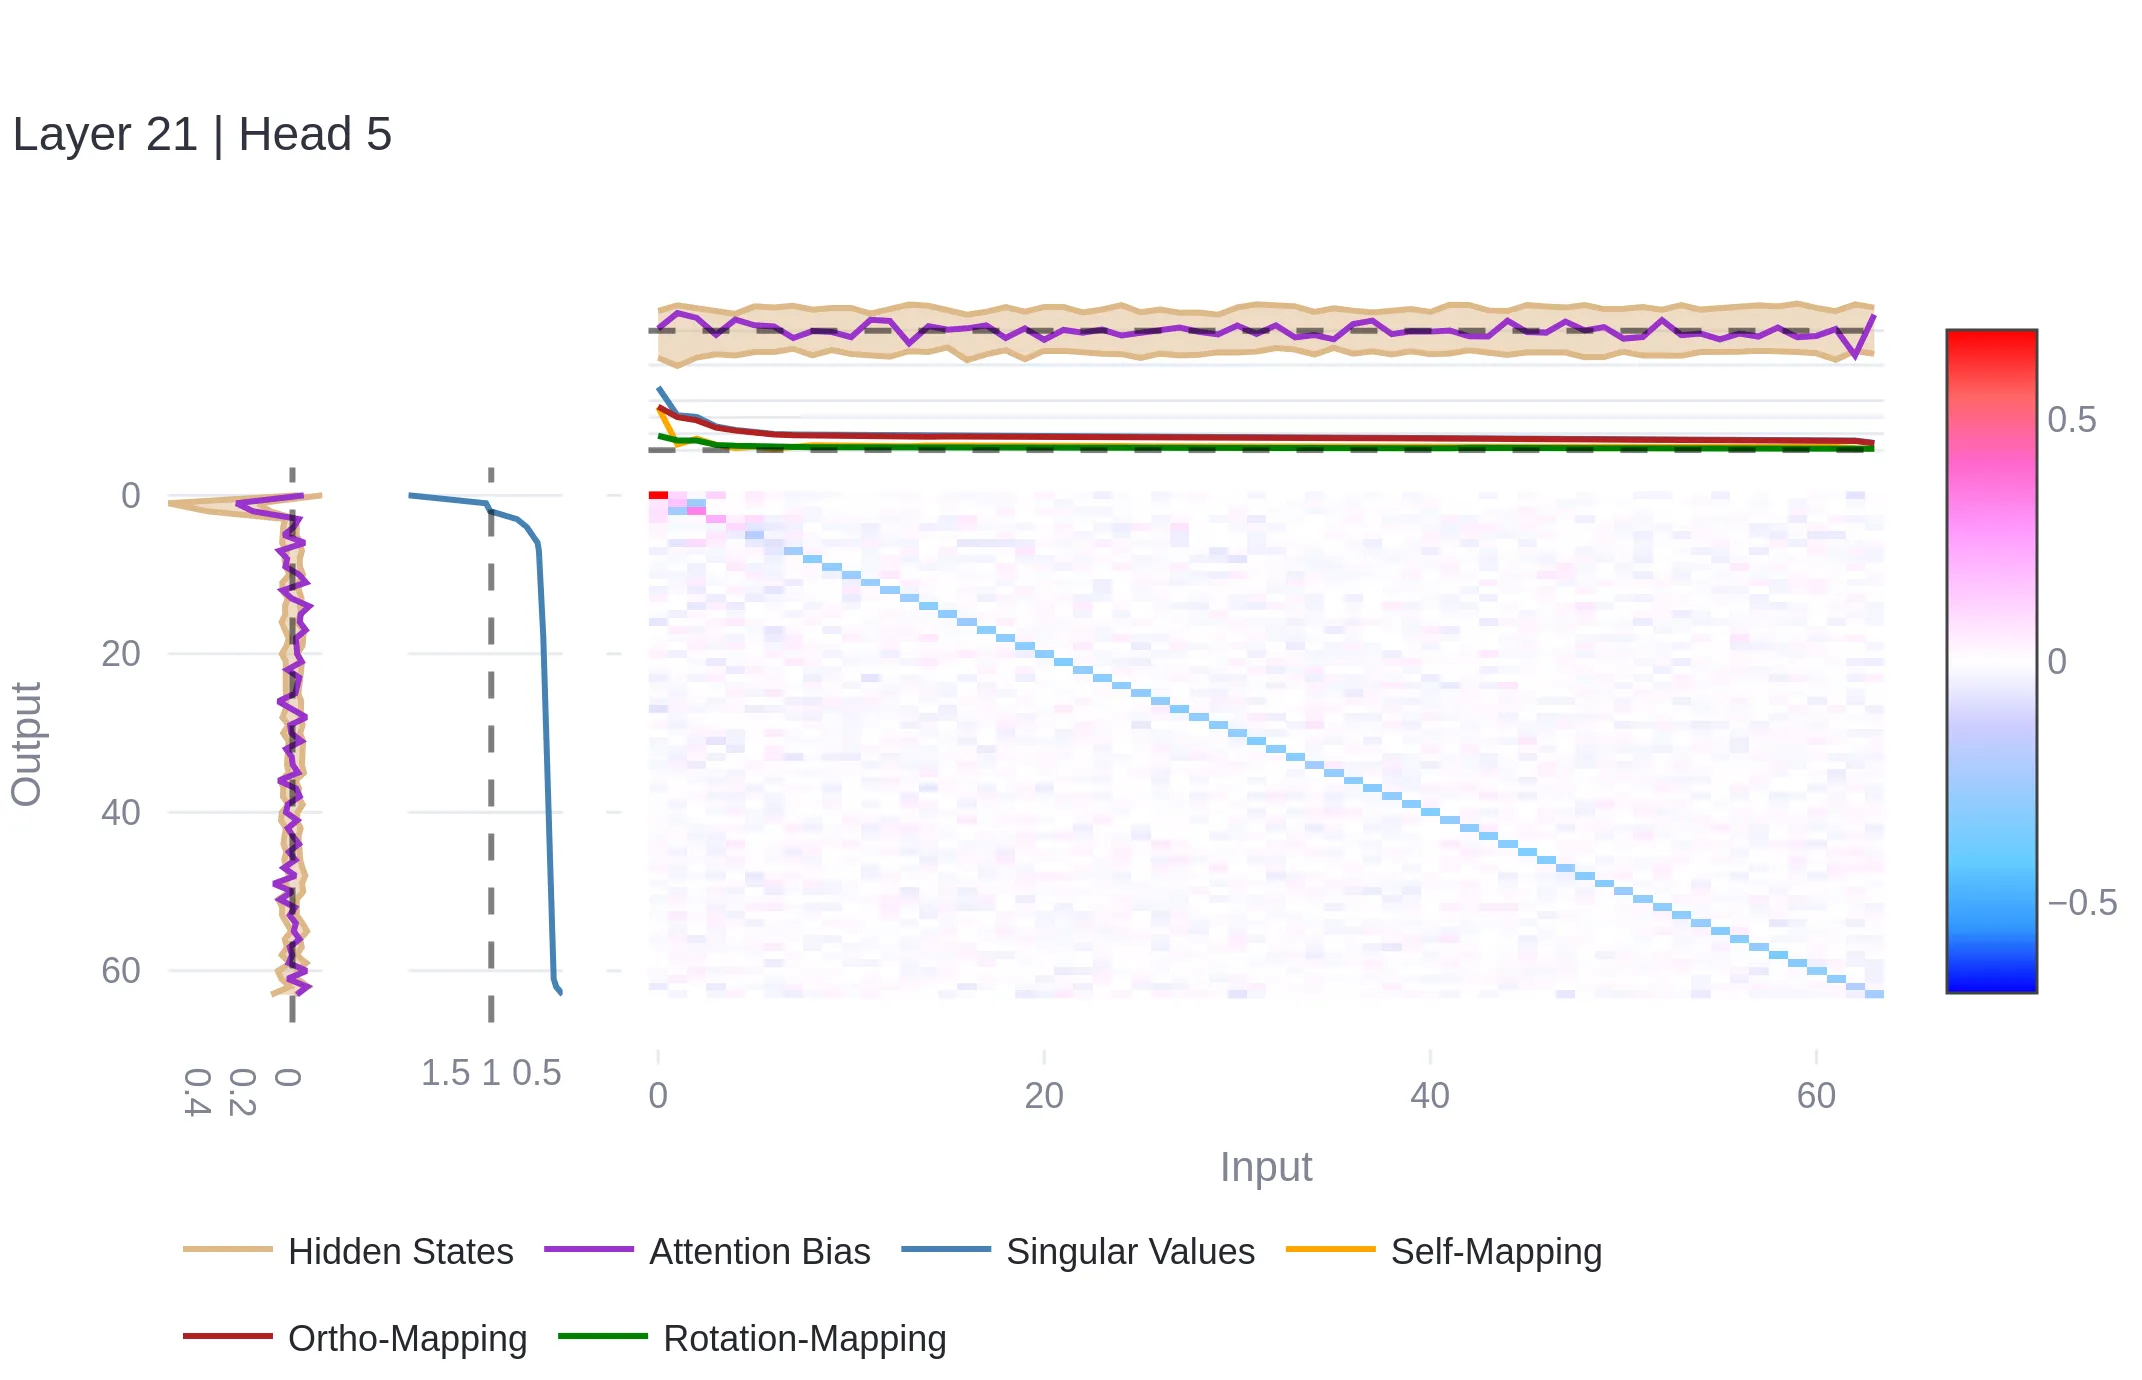 Layer 21 | Head 5
0.5
0
−0.5
0
20
40
60
Output
0.4
0.2
0
1.5 1 0.5
0 20 40 60
Input
Hidden States Attention Bias Singular Values Self-Mapping
Ortho-Mapping Rotation-Mapping